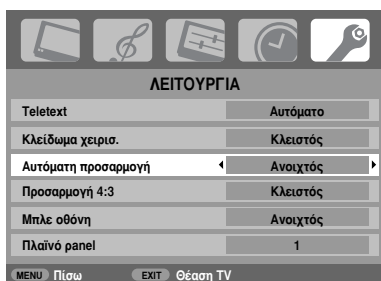 ΛΕΙΤΟΥΡΓΙΑ
Teletext Αυτόματο
Κλείδωμα χειρισ. Κλειστός
Αυτόματη προσαρμογή Ανοιχτός
Προσαρμογή 4:3 Κλειστός
Μπλε οθόνη Ανοιχτός
Πλαϊνό panel 1
MENU Πίσω EXIT Θέαση TV